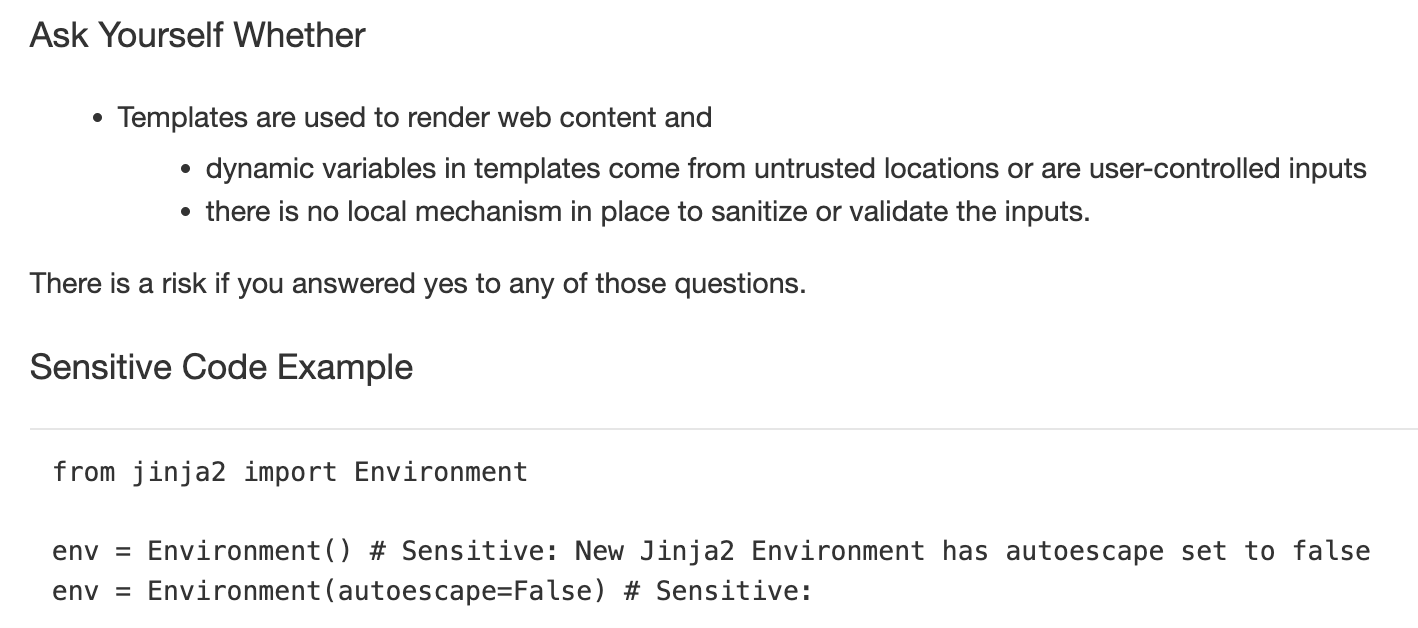 Ask Yourself Whether
• Templates are used to render web content and
• dynamic variables in templates come from untrusted locations or are user-controlled inputs
• there is no local mechanism in place to sanitize or validate the inputs.
There is a risk if you answered yes to any of those questions.
Sensitive Code Example
from jinja2 import Environment
env = Environment() # Sensitive: New Jinja2 Environment has autoescape set to false
env = Environment(autoescape=False) # Sensitive: